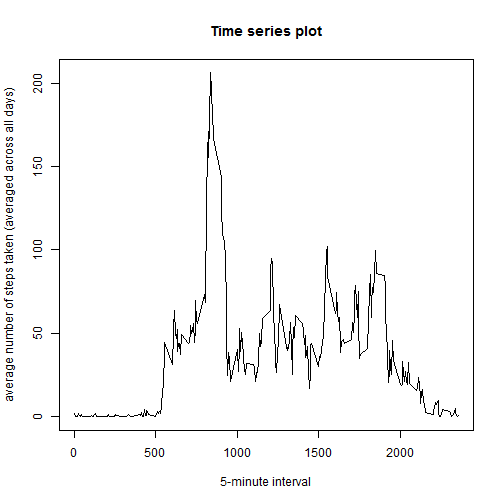 Time series plot
average number of steps taken (averaged across all days)
200
150
100
50
0
0 500 1000 1500 2000
5-minute interval